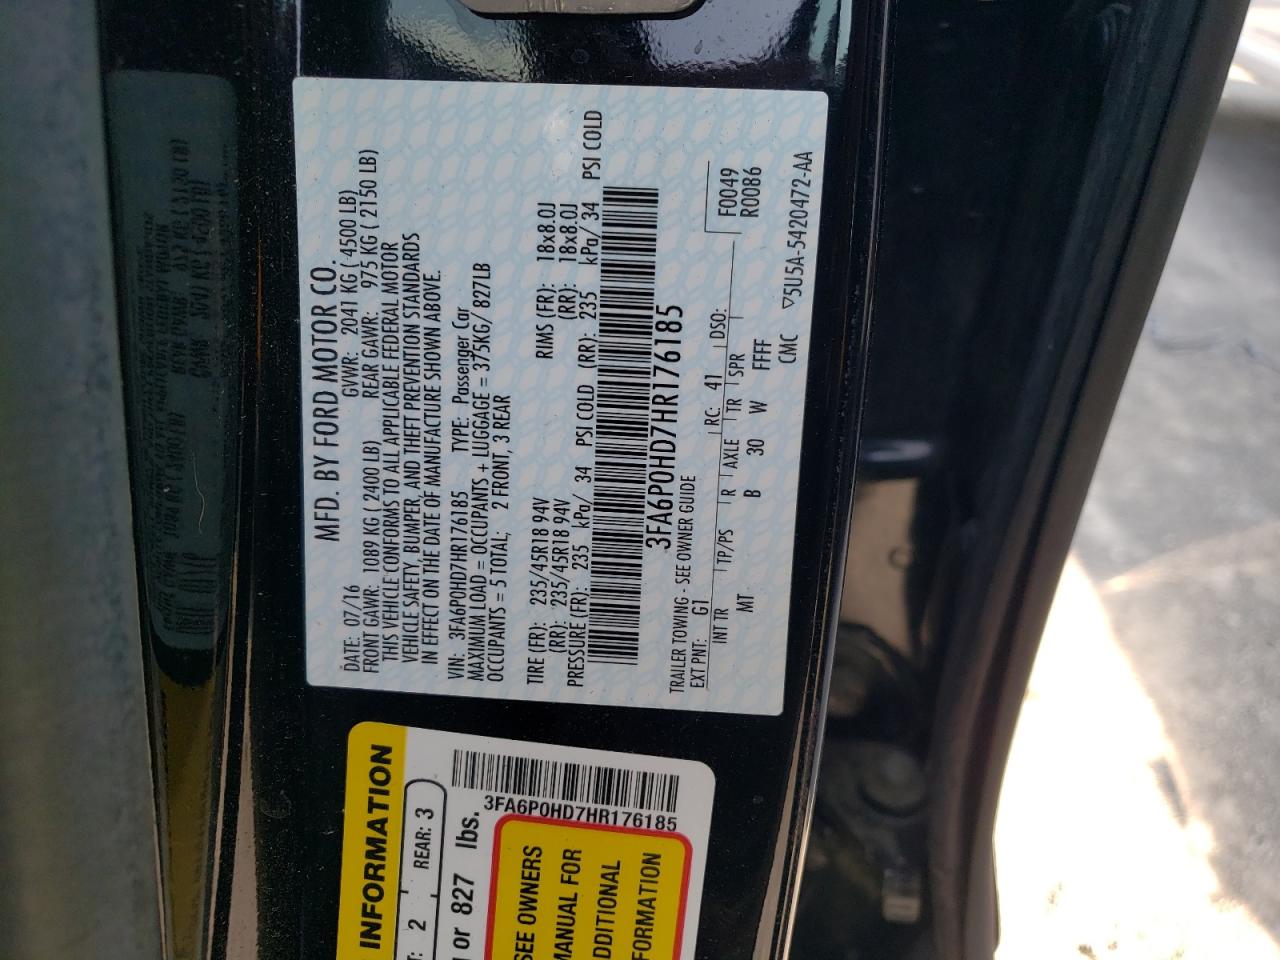 MFD. BY FORD MOTOR CO.
DATE: 07/16 GVWR: 2041 KG ( 4500 LB)
FRONT GAWR: 1089 KG ( 2400 LB) REAR GAWR: 975 KG ( 2150 LB)
THIS VEHICLE CONFORMS TO ALL APPLICABLE FEDERAL MOTOR
VEHICLE SAFETY, BUMPER, AND THEFT PREVENTION STANDARDS
IN EFFECT ON THE DATE OF MANUFACTURE SHOWN ABOVE.
VIN: 3FA6P0HD7HR176185 TYPE: Passenger Car
MAXIMUM LOAD = OCCUPANTS + LUGGAGE = 375KG/ 827LB
OCCUPANTS = 5 TOTAL; 2 FRONT, 3 REAR
TIRE (FR): 235/45R18 94V RIMS (FR): 18x8.0J
(RR): 235/45R18 94V (RR): 18x8.0J
PRESSURE (FR): 235 kPa/ 34 PSI COLD (RR): 235 kPa/ 34 PSI COLD
3FA6P0HD7HR176185
TRAILER TOWING - SEE OWNER GUIDE
EXT PNT: G1 RC: 41 DSO: F0049
INT TR TP/PS R AXLE TR SPR R0086
MT B 30 W FFFF
CMC ▽5U5A-5420472-AA
INFORMATION
2 REAR: 3
or 827 lbs.
3FA6P0HD7HR176185
SEE OWNERS
MANUAL FOR